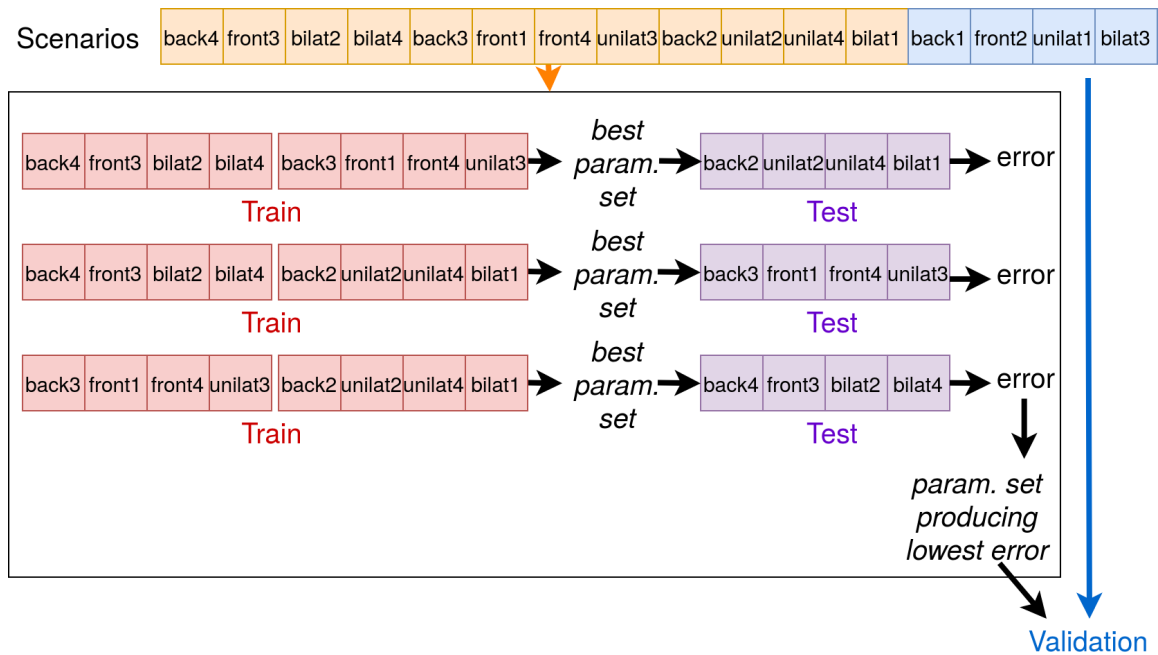 Scenarios back4 front3 bilat2 bilat4 back3 front1 front4 unilat3 back2 unilat2 unilat4 bilat1 back1 front2 unilat1 bilat3
back4 front3 bilat2 bilat4 back3 front1 front4 unilat3
best
param.
set
back2 unilat2 unilat4 bilat1
error
Train
Test
back4 front3 bilat2 bilat4 back2 unilat2 unilat4 bilat1
best
param.
set
back3 front1 front4 unilat3
error
Train
Test
back3 front1 front4 unilat3 back2 unilat2 unilat4 bilat1
best
param.
set
back4 front3 bilat2 bilat4
error
Train
Test
param. set
producing
lowest error
Validation